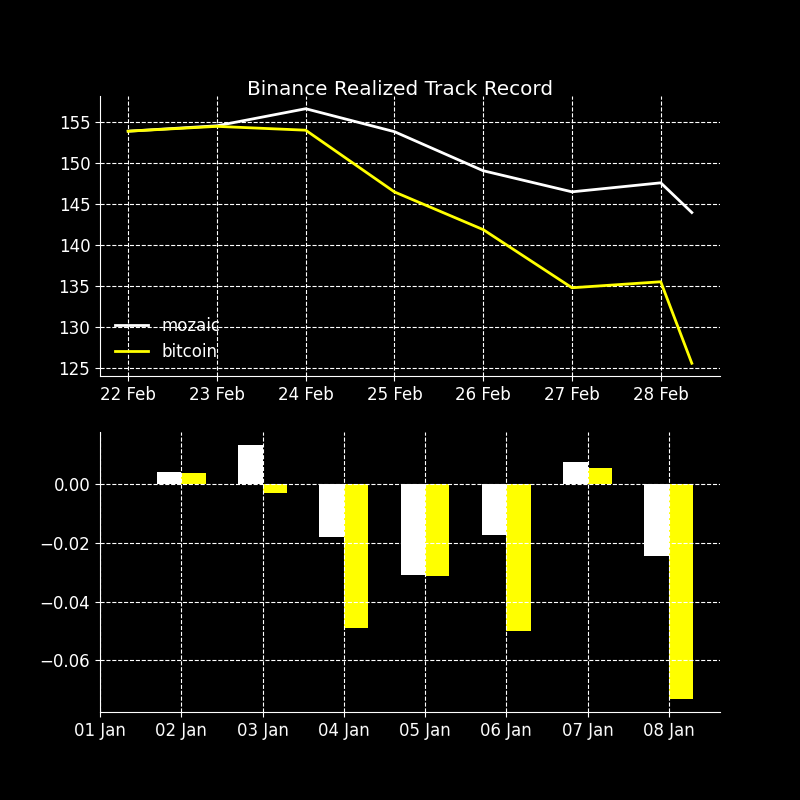 Binance Realized Track Record
155
150
145
140
135
130
125
mozaic
bitcoin
22 Feb 23 Feb 24 Feb 25 Feb 26 Feb 27 Feb 28 Feb
0.00
−0.02
−0.04
−0.06
01 Jan 02 Jan 03 Jan 04 Jan 05 Jan 06 Jan 07 Jan 08 Jan